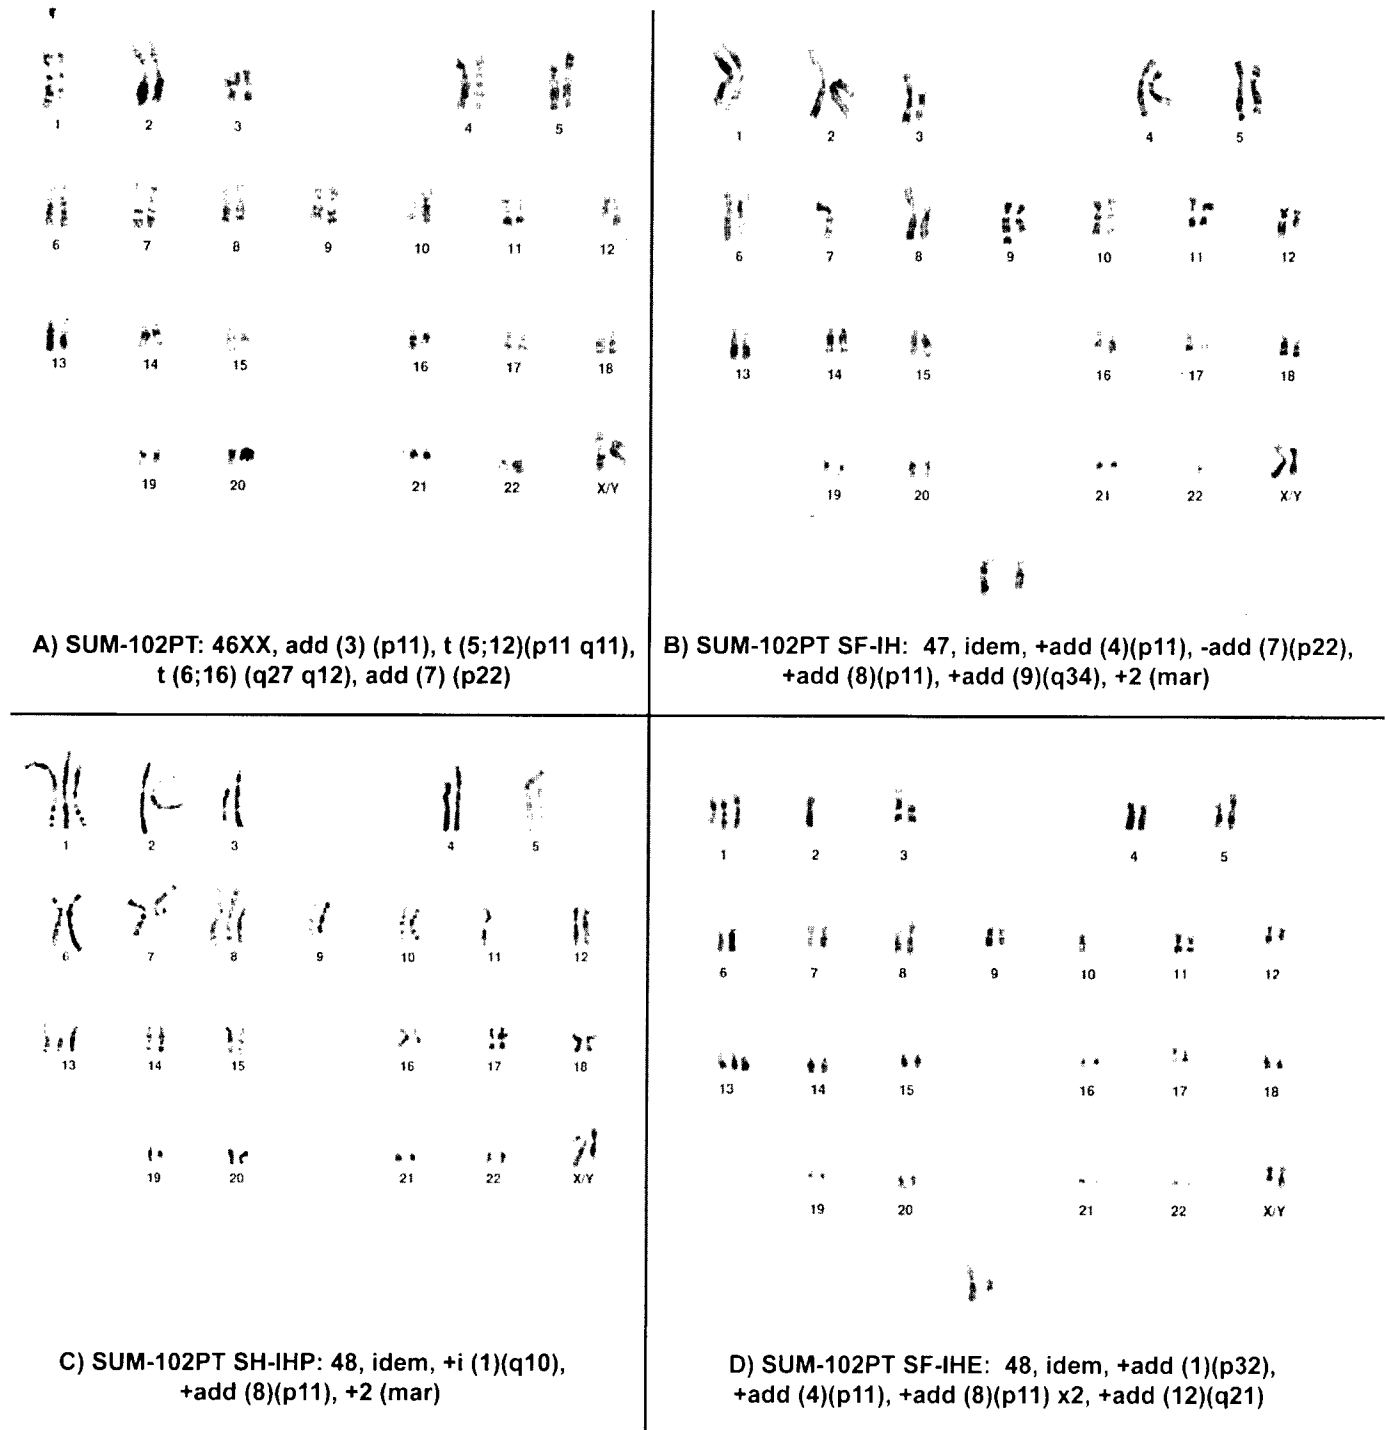 1 2 3 4 5
6 7 8 9 10 11 12
13 14 15 16 17 18
19 20 21 22 X/Y
A) SUM-102PT: 46XX, add (3) (p11), t (5;12)(p11 q11),
t (6;16) (q27 q12), add (7) (p22)
1 2 3 4 5
6 7 8 9 10 11 12
13 14 15 16 17 18
19 20 21 22 X/Y
B) SUM-102PT SF-IH: 47, idem, +add (4)(p11), -add (7)(p22),
+add (8)(p11), +add (9)(q34), +2 (mar)
1 2 3 4 5
6 7 8 9 10 11 12
13 14 15 16 17 18
19 20 21 22 X/Y
C) SUM-102PT SH-IHP: 48, idem, +i (1)(q10),
+add (8)(p11), +2 (mar)
1 2 3 4 5
6 7 8 9 10 11 12
13 14 15 16 17 18
19 20 21 22 X/Y
D) SUM-102PT SF-IHE: 48, idem, +add (1)(p32),
+add (4)(p11), +add (8)(p11) x2, +add (12)(q21)